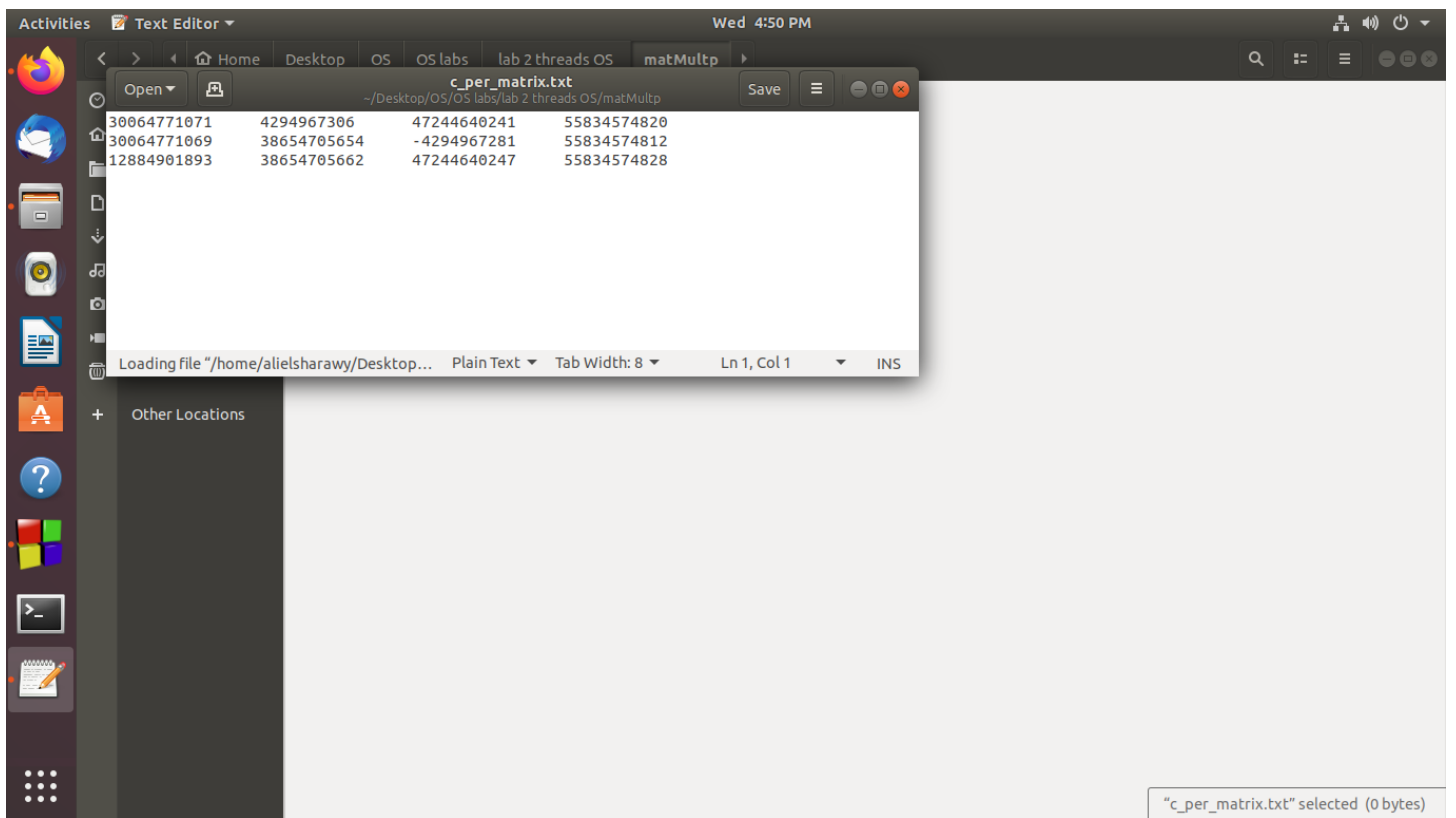 Activities Text Editor Wed 4:50 PM
Home Desktop OS OS labs lab 2 threads OS matMultp
Open c_per_matrix.txt Save
~/Desktop/OS/OS labs/lab 2 threads OS/matMultp
30064771071 4294967306 47244640241 55834574820
30064771069 38654705654 -4294967281 55834574812
12884901893 38654705662 47244640247 55834574828
Loading file “/home/alielsharawy/Desktop... Plain Text Tab Width: 8 Ln 1, Col 1 INS
+ Other Locations
“c_per_matrix.txt” selected (0 bytes)